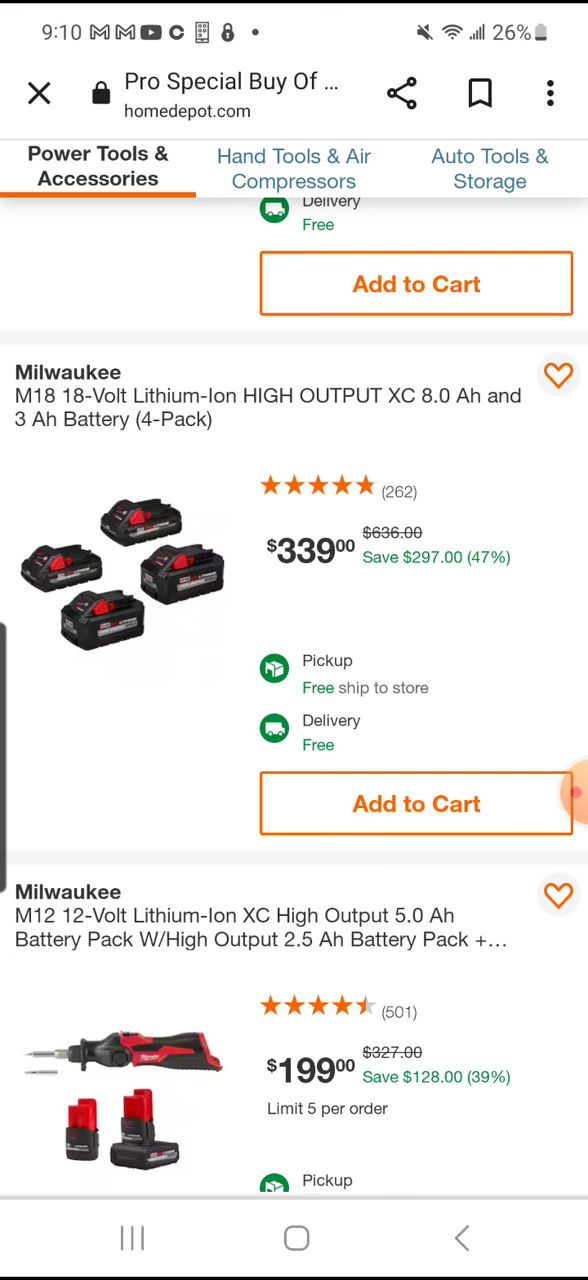 9:10
26%
Pro Special Buy Of ...
homedepot.com
Power Tools &
Accessories
Hand Tools & Air
Compressors
Auto Tools &
Storage
Delivery
Free
Add to Cart
Milwaukee
M18 18-Volt Lithium-Ion HIGH OUTPUT XC 8.0 Ah and
3 Ah Battery (4-Pack)
(262)
$33900
$636.00
Save $297.00 (47%)
Pickup
Free ship to store
Delivery
Free
Add to Cart
Milwaukee
M12 12-Volt Lithium-Ion XC High Output 5.0 Ah
Battery Pack W/High Output 2.5 Ah Battery Pack +...
(501)
$19900
$327.00
Save $128.00 (39%)
Limit 5 per order
Pickup